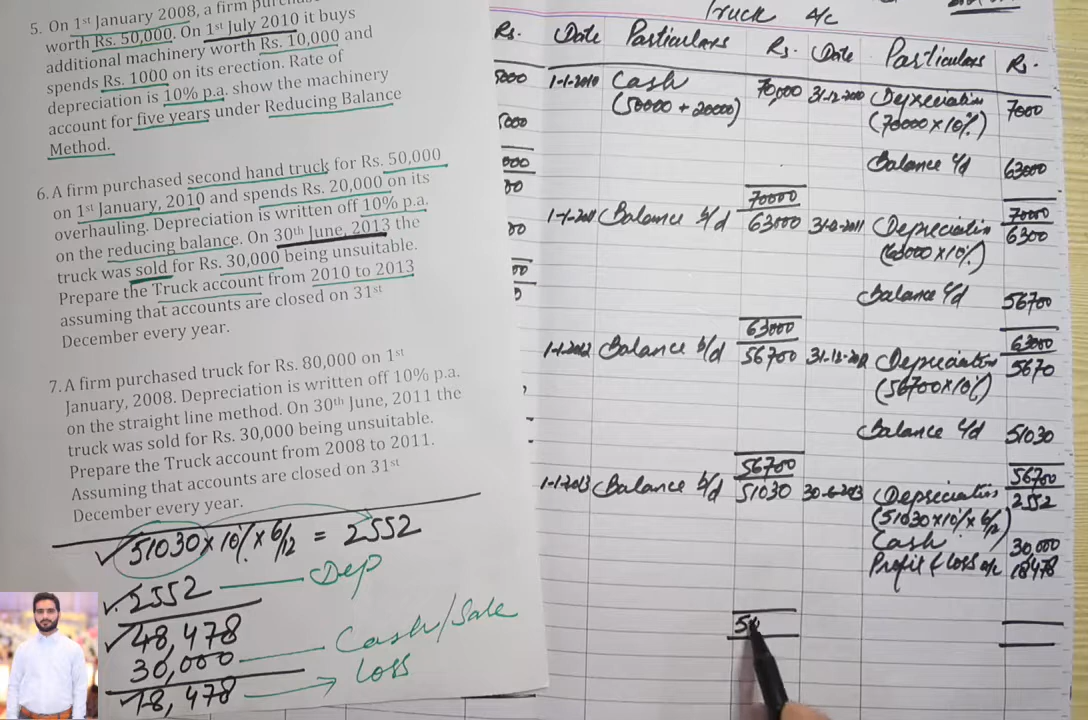 5. On 1st January 2008, a firm
worth Rs. 50,000. On 1st July 2010 it buys
additional machinery worth Rs. 10,000 and
spends Rs. 1000 on its erection. Rate of
depreciation is 10% p.a. show the machinery
account for five years under Reducing Balance
Method.
6. A firm purchased second hand truck for Rs. 50,000
on 1st January, 2010 and spends Rs. 20,000 on its
overhauling. Depreciation is written off 10% p.a.
on the reducing balance. On 30th June, 2013 the
truck was sold for Rs. 30,000 being unsuitable.
Prepare the Truck account from 2010 to 2013
assuming that accounts are closed on 31st
December every year.
7. A firm purchased truck for Rs. 80,000 on 1st
January, 2008. Depreciation is written off 10% p.a.
on the straight line method. On 30th June, 2011 the
truck was sold for Rs. 30,000 being unsuitable.
Prepare the Truck account from 2008 to 2011.
Assuming that accounts are closed on 31st
December every year.
51030 x 10% x 6/12 = 2552
2552 Dep
48,478
30,000 Cash/Sale
18,478 Loss
Truck A/c
Rs. Date Particulars Rs. Date Particulars Rs.
5000 1-1-2010 Cash 70,000 31-12-2010 Depreciation 7000
(50000 + 20000) (70000 x 10%)
5000
Balance c/d 63000
000
00 70000 70000
1-1-2011 Balance b/d 63000 Depreciation 6300
00 (63000 x 10%)
00
Balance c/d 56700
63000 63000
1-1-2012 Balance b/d 56700 Depreciation 5670
(56700 x 10%)
Balance c/d 51030
56700 56700
1-1-2013 Balance b/d 51030 30-6-2013 Depreciation 2552
(51030 x 10% x 6/12)
Cash 30,000
Profit & Loss a/c 18478